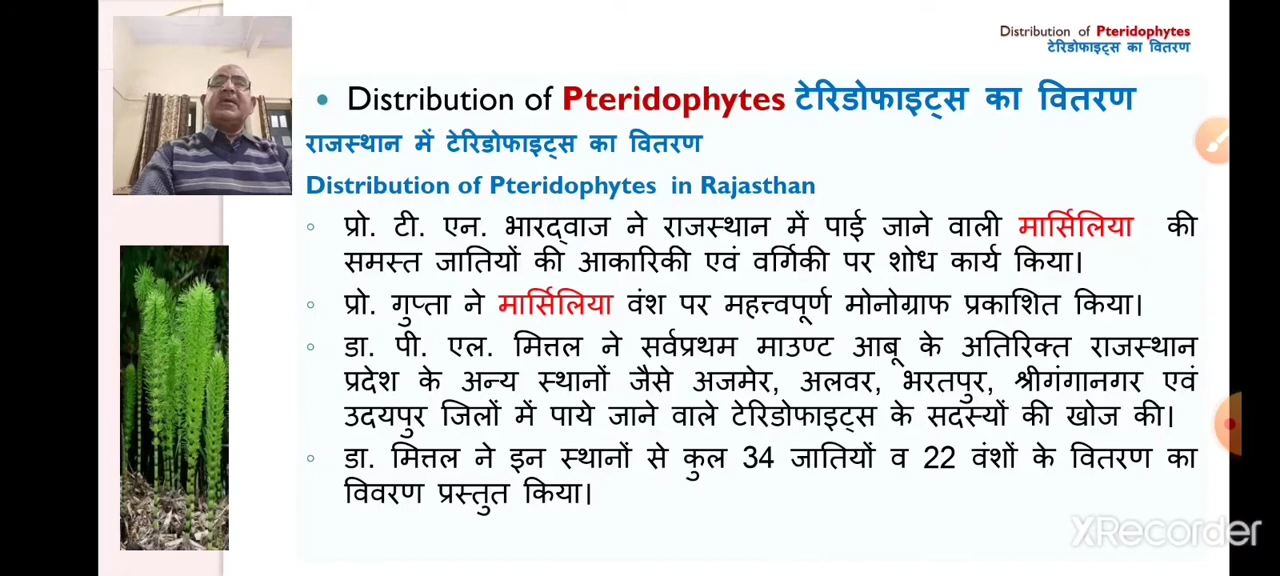 Distribution of Pteridophytes
टेरिडोफाइट्स का वितरण
Distribution of Pteridophytes टेरिडोफाइट्स का वितरण
राजस्थान में टेरिडोफाइट्स का वितरण
Distribution of Pteridophytes in Rajasthan
प्रो. टी. एन. भारद्वाज ने राजस्थान में पाई जाने वाली मार्सिलिया की
समस्त जातियों की आकारिकी एवं वर्गिकी पर शोध कार्य किया।
प्रो. गुप्ता ने मार्सिलिया वंश पर महत्त्वपूर्ण मोनोग्राफ प्रकाशित किया।
डा. पी. एल. मित्तल ने सर्वप्रथम माउण्ट आबू के अतिरिक्त राजस्थान
प्रदेश के अन्य स्थानों जैसे अजमेर, अलवर, भरतपुर, श्रीगंगानगर एवं
उदयपुर जिलों में पाये जाने वाले टेरिडोफाइट्स के सदस्यों की खोज की।
डा. मित्तल ने इन स्थानों से कुल 34 जातियों व 22 वंशों के वितरण का
विवरण प्रस्तुत किया।
XRecorder